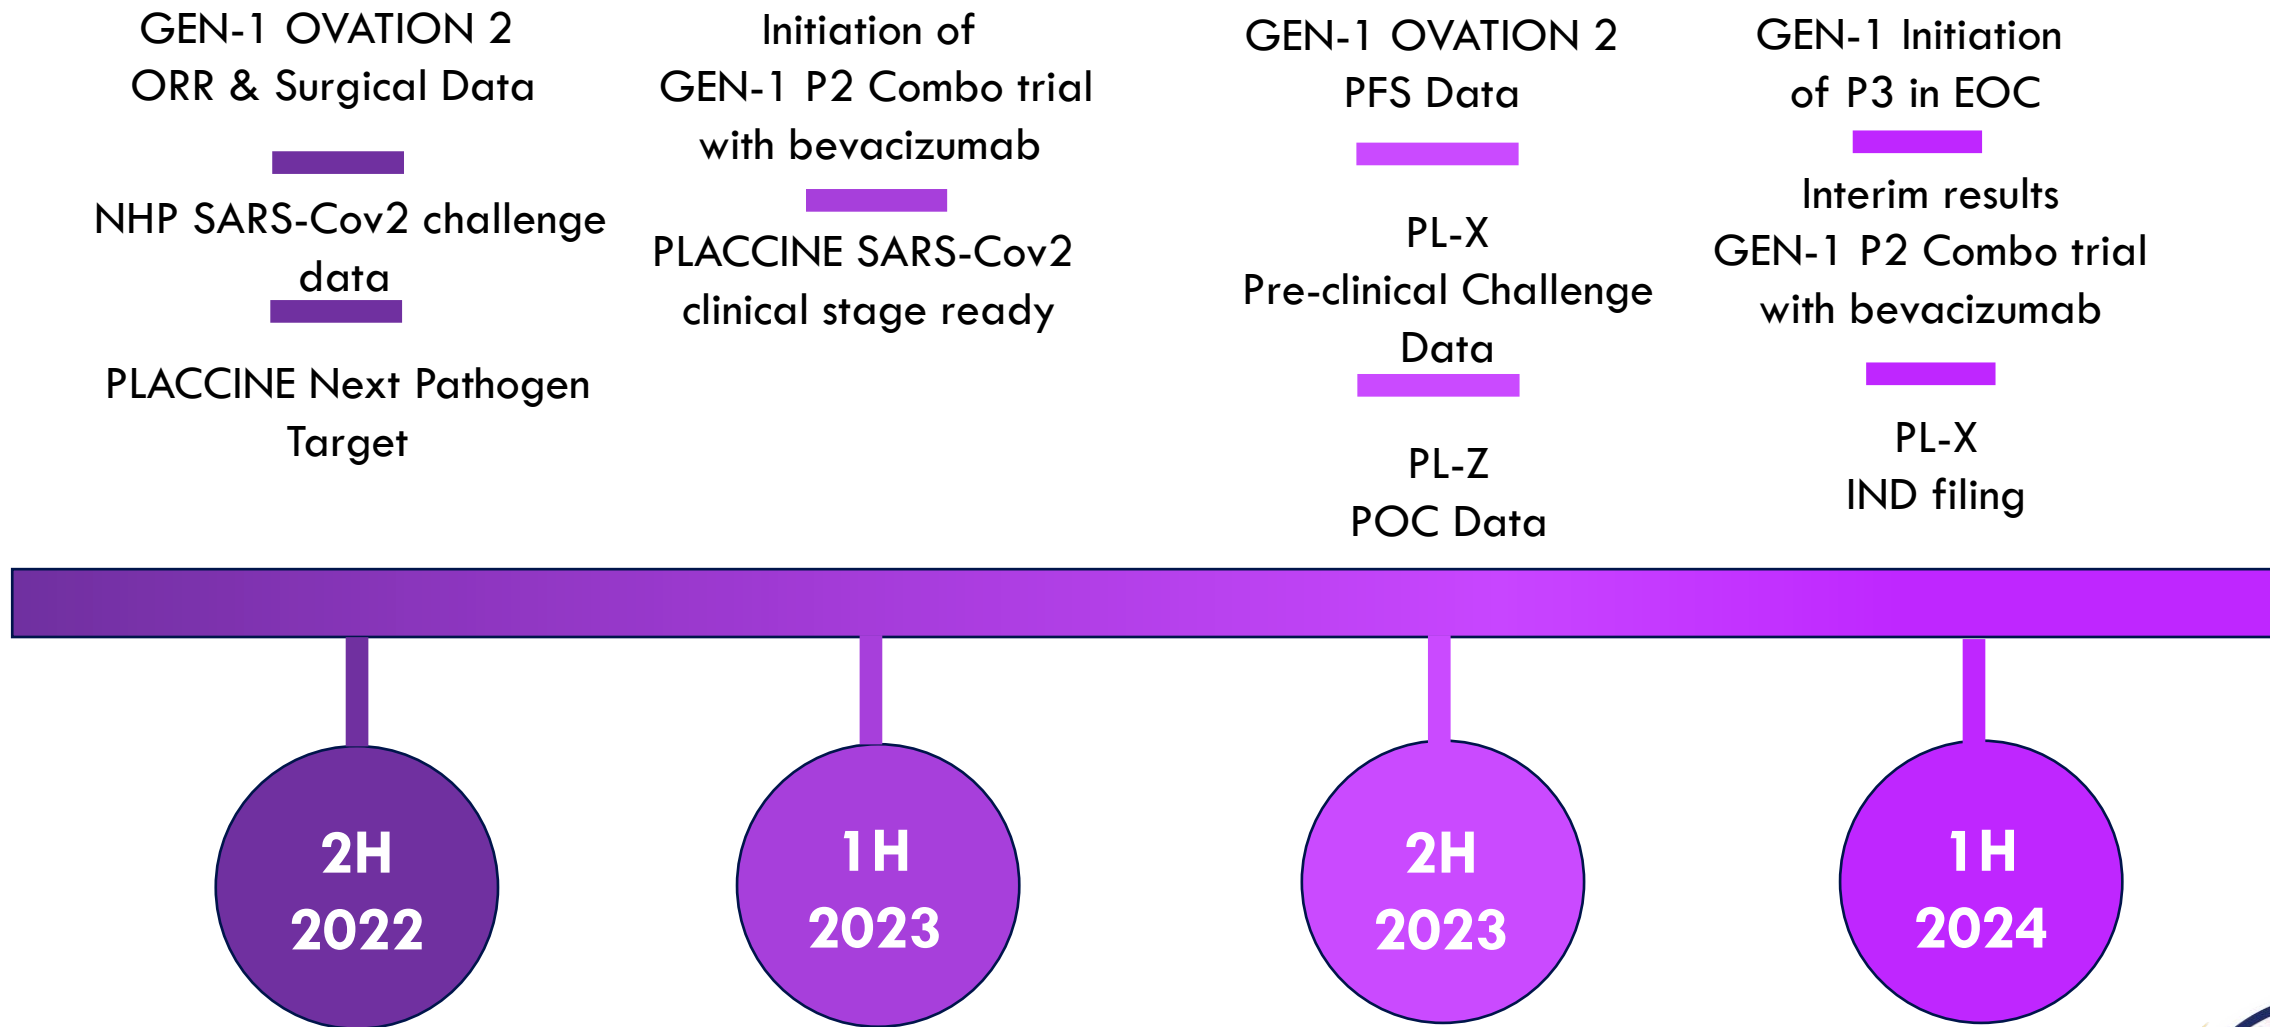 GEN-1 OVATION 2
ORR & Surgical Data
NHP SARS-Cov2 challenge
data
PLACCINE Next Pathogen
Target
Initiation of
GEN-1 P2 Combo trial
with bevacizumab
PLACCINE SARS-Cov2
clinical stage ready
GEN-1 OVATION 2
PFS Data
PL-X
Pre-clinical Challenge
Data
PL-Z
POC Data
GEN-1 Initiation
of P3 in EOC
Interim results
GEN-1 P2 Combo trial
with bevacizumab
PL-X
IND filing
2H
2022
1H
2023
2H
2023
1H
2024